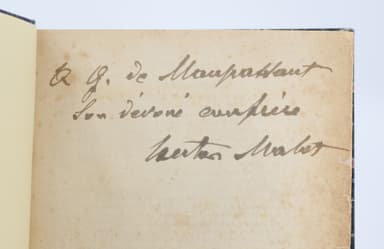 à G. de Maupassant
Son dévoué confrère
Hector Malot